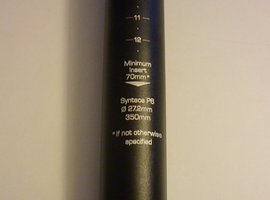 11
12
Minimum
Insert
70mm*
Syntace P6
Ø 27.2mm
350mm
*If not otherwise
specified